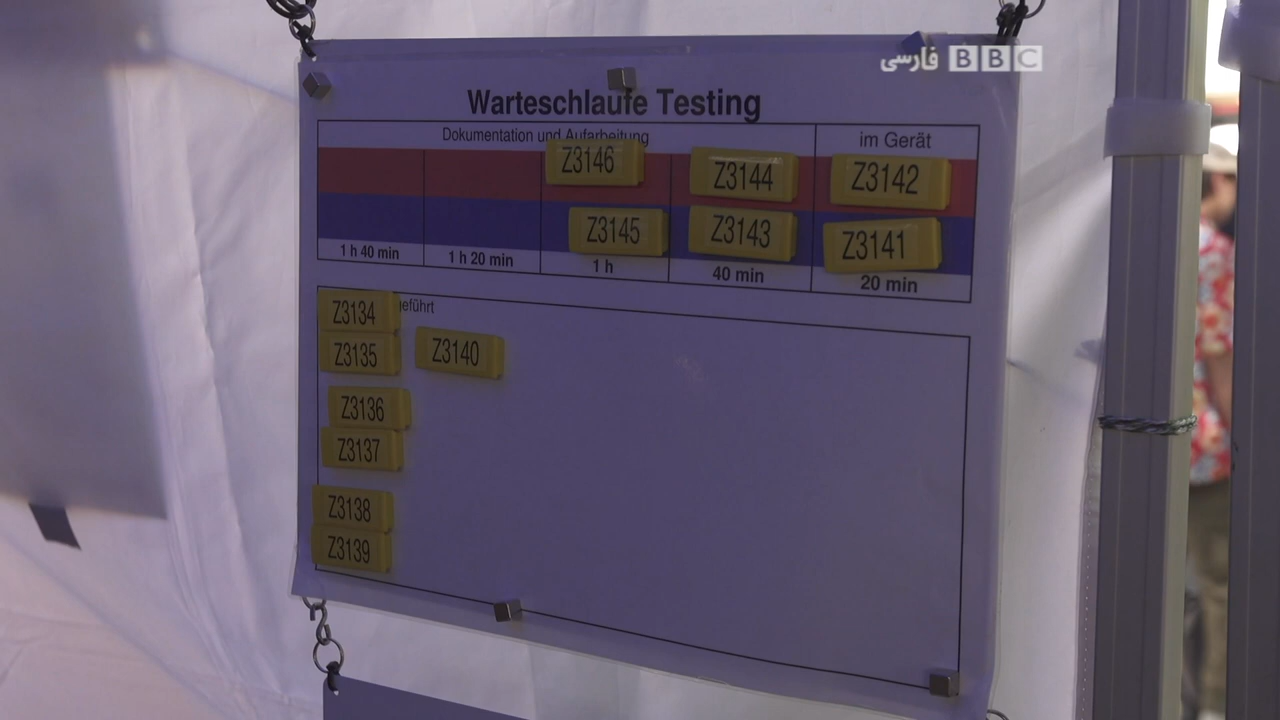 فارسی BBC
Warteschlaufe Testing
Dokumentation und Aufarbeitung
im Gerät
Z3146
Z3144
Z3142
Z3145
Z3143
Z3141
1 h 40 min
1 h 20 min
1 h
40 min
20 min
Z3134
Z3135
Z3140
Z3136
Z3137
Z3138
Z3139